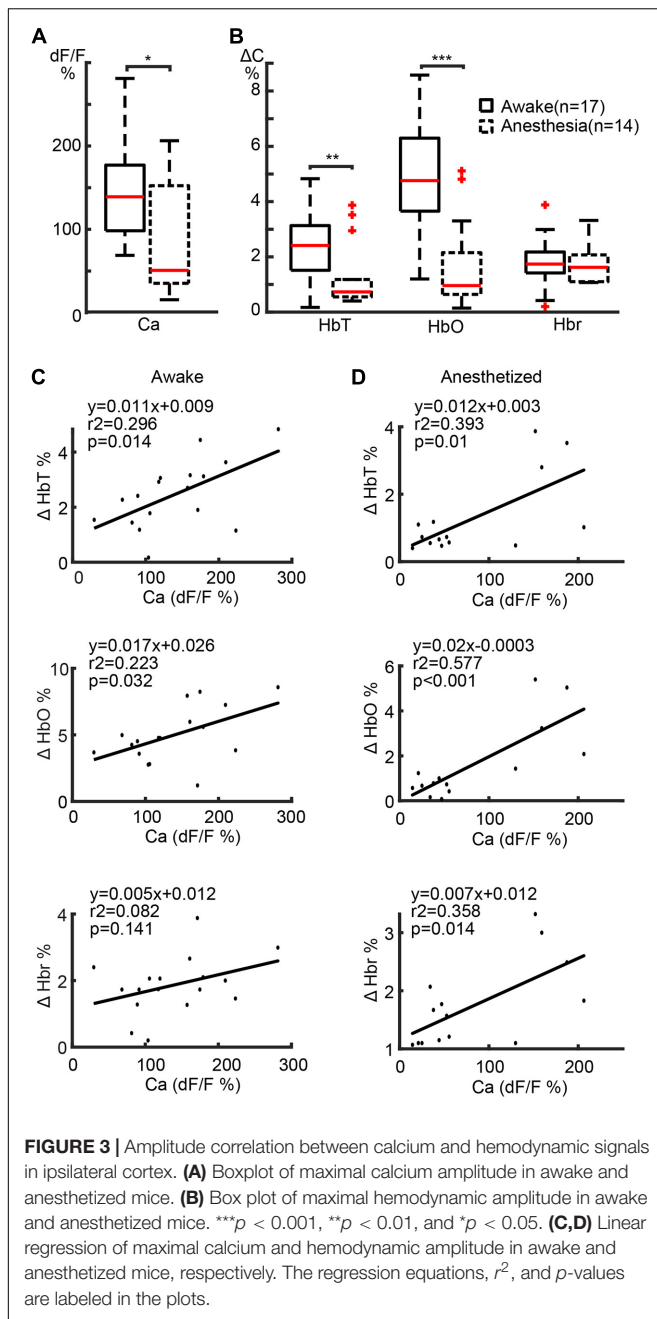 A
dF/F
%
*
200
100
0
Ca
B
ΔC
%
***
**
8
6
4
2
0
Awake(n=17)
Anesthesia(n=14)
HbT
HbO
Hbr
C
Awake
y=0.011x+0.009
r2=0.296
p=0.014
Δ HbT %
4
2
0
0 100 200 300
Ca (dF/F %)
y=0.017x+0.026
r2=0.223
p=0.032
Δ HbO %
10
5
0
0 100 200 300
Ca (dF/F %)
y=0.005x+0.012
r2=0.082
p=0.141
Δ Hbr %
4
2
0
0 100 200 300
Ca (dF/F %)
D
Anesthetized
y=0.012x+0.003
r2=0.393
p=0.01
Δ HbT %
4
2
0
0 100 200
Ca (dF/F %)
y=0.02x-0.0003
r2=0.577
p<0.001
Δ HbO %
6
4
2
0
0 100 200
Ca (dF/F %)
y=0.007x+0.012
r2=0.358
p=0.014
Δ Hbr %
3
2
1
0 100 200
Ca (dF/F %)
FIGURE 3 | Amplitude correlation between calcium and hemodynamic signals
in ipsilateral cortex. (A) Boxplot of maximal calcium amplitude in awake and
anesthetized mice. (B) Box plot of maximal hemodynamic amplitude in awake
and anesthetized mice. ***p < 0.001, **p < 0.01, and *p < 0.05. (C,D) Linear
regression of maximal calcium and hemodynamic amplitude in awake and
anesthetized mice, respectively. The regression equations, r², and p-values
are labeled in the plots.